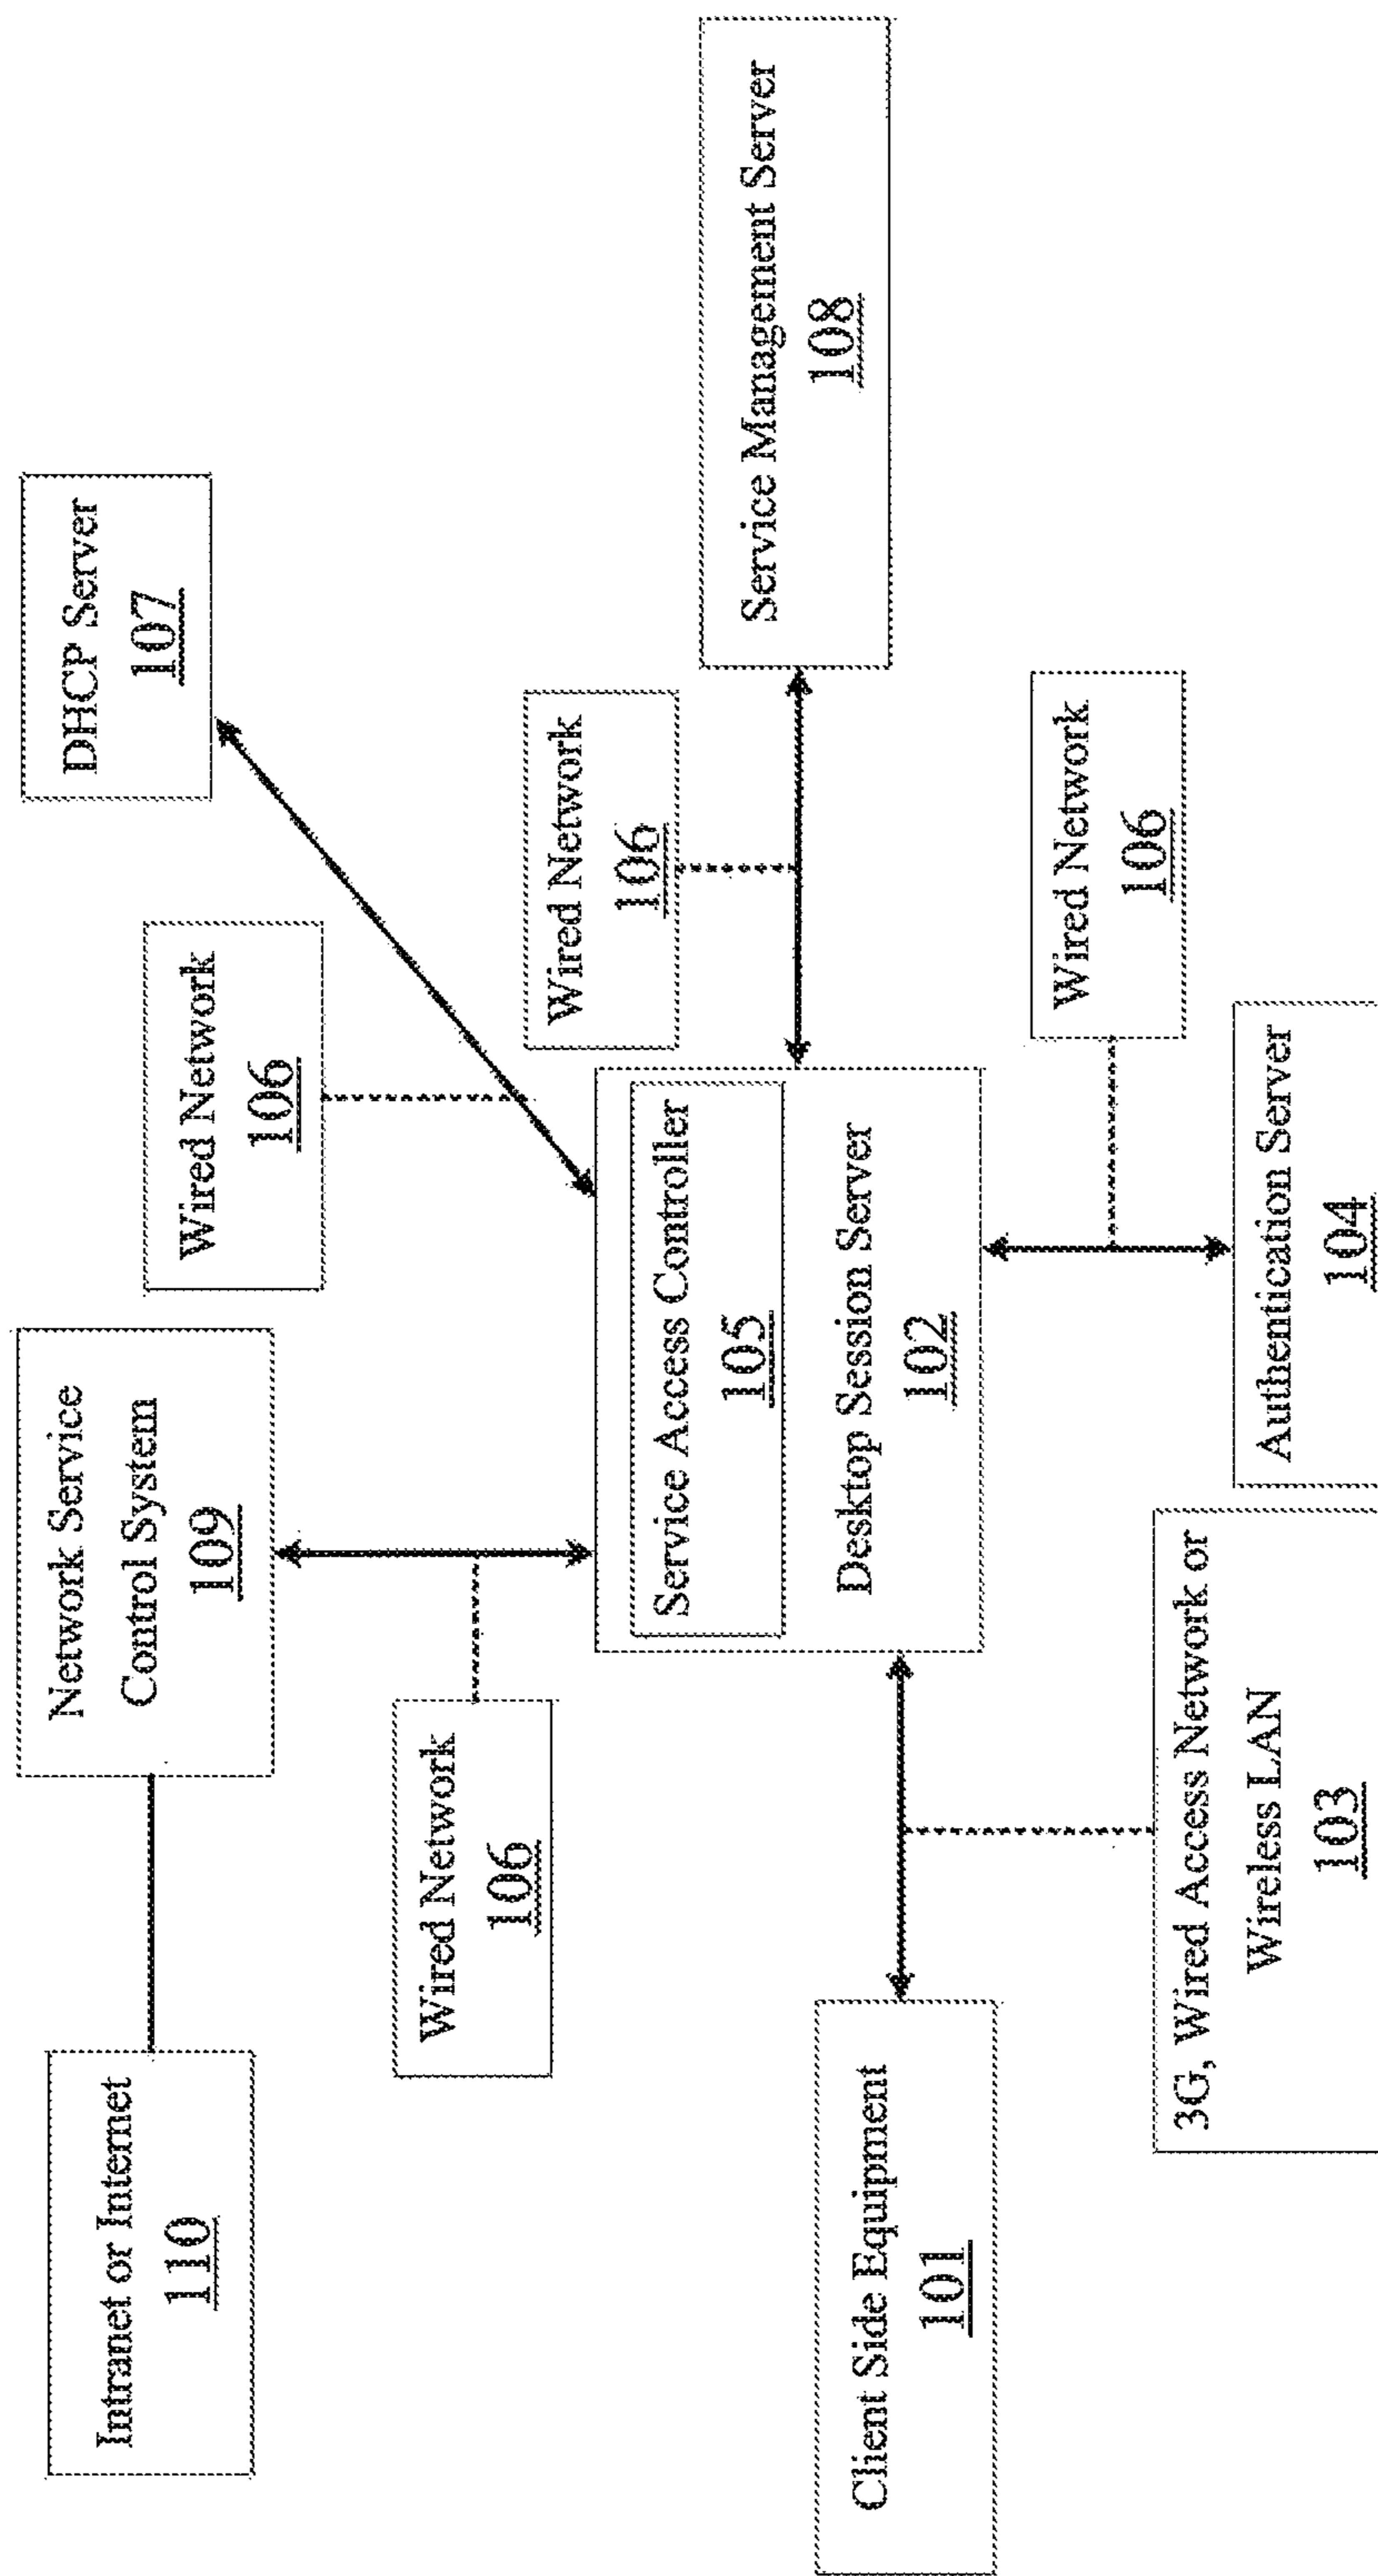 Intranet or Internet
110
Network Service
Control System
109
Wired Network
106
DHCP Server
107
Wired Network
106
Wired Network
106
Service Access Controller
105
Desktop Session Server
102
Service Management Server
108
Client Side Equipment
101
3G, Wired Access Network or
Wireless LAN
103
Authentication Server
104
Wired Network
106